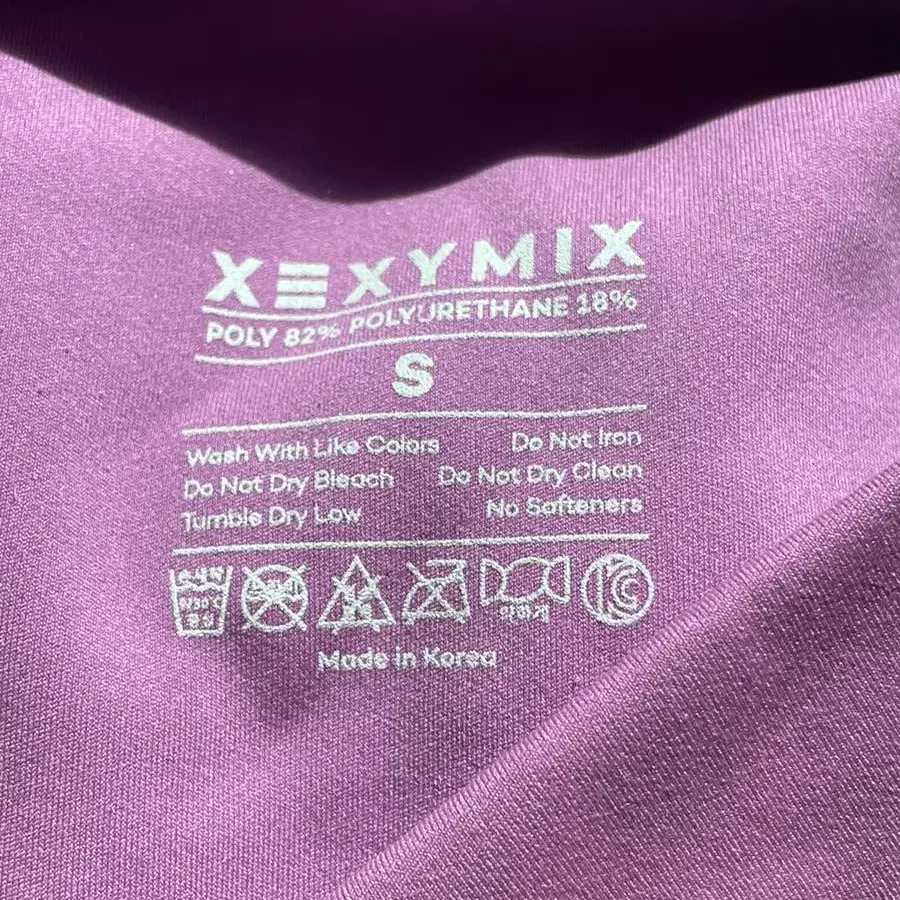 XEXYMIX
POLY 82% POLYURETHANE 18%
S
Wash With Like Colors Do Not Iron
Do Not Dry Bleach Do Not Dry Clean
Tumble Dry Low No Softeners
Made in Korea